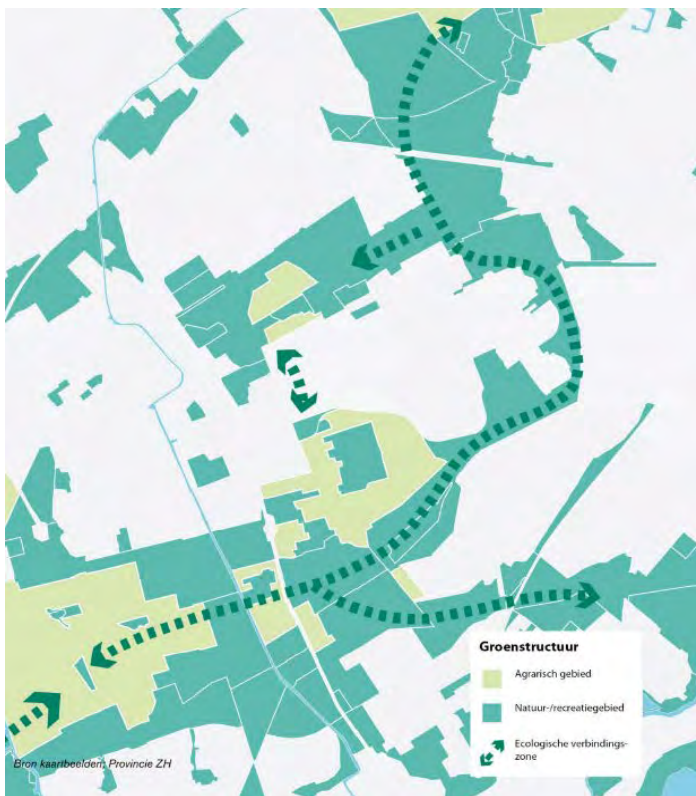 Groenstructuur
Agrarisch gebied
Natuur-/recreatiegebied
Ecologische verbindings-
zone
Bron kaartbeelden: Provincie ZH